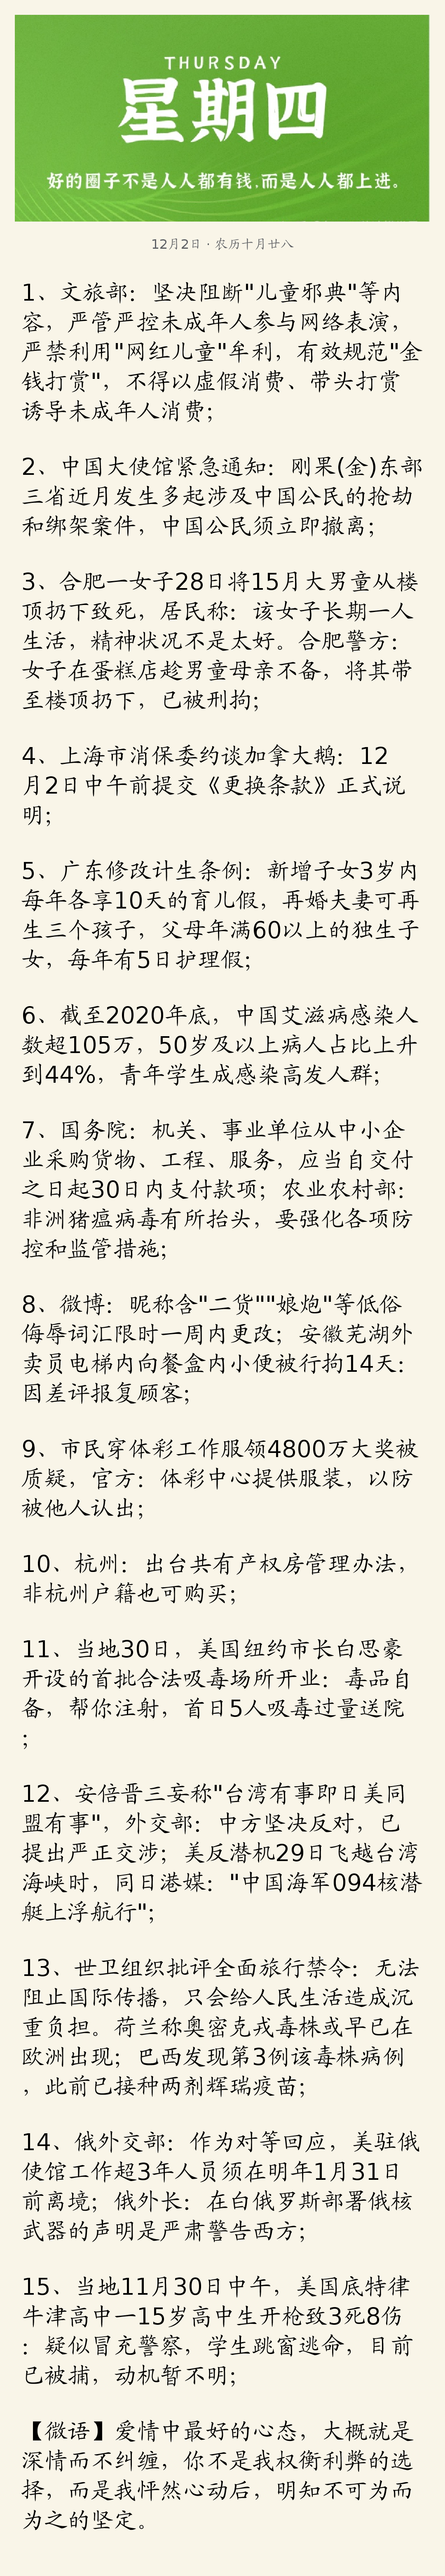 THURSDAY
星期四
好的圈子不是人人都有钱,而是人人都上进。
12月2日·农历十月廿八
1、文旅部：坚决阻断"儿童邪典"等内
容，严管严控未成年人参与网络表演，
严禁利用"网红儿童"牟利，有效规范"金
钱打赏"，不得以虚假消费、带头打赏
诱导未成年人消费；
2、中国大使馆紧急通知：刚果(金)东部
三省近月发生多起涉及中国公民的抢劫
和绑架案件，中国公民须立即撤离；
3、合肥一女子28日将15月大男童从楼
顶扔下致死，居民称：该女子长期一人
生活，精神状况不是太好。合肥警方：
女子在蛋糕店趁男童母亲不备，将其带
至楼顶扔下，已被刑拘；
4、上海市消保委约谈加拿大鹅：12
月2日中午前提交《更换条款》正式说
明；
5、广东修改计生条例：新增子女3岁内
每年各享10天的育儿假，再婚夫妻可再
生三个孩子，父母年满60以上的独生子
女，每年有5日护理假；
6、截至2020年底，中国艾滋病感染人
数超105万，50岁及以上病人占比上升
到44%，青年学生成感染高发人群；
7、国务院：机关、事业单位从中小企
业采购货物、工程、服务，应当自交付
之日起30日内支付款项；农业农村部：
非洲猪瘟病毒有所抬头，要强化各项防
控和监管措施；
8、微博：昵称含"二货""娘炮"等低俗
侮辱词汇限时一周内更改；安徽芜湖外
卖员电梯内向餐盒内小便被行拘14天：
因差评报复顾客；
9、市民穿体彩工作服领4800万大奖被
质疑，官方：体彩中心提供服装，以防
被他人认出；
10、杭州：出台共有产权房管理办法，
非杭州户籍也可购买；
11、当地30日，美国纽约市长白思豪
开设的首批合法吸毒场所开业：毒品自
备，帮你注射，首日5人吸毒过量送院
；
12、安倍晋三妄称"台湾有事即日美同
盟有事"，外交部：中方坚决反对，已
提出严正交涉；美反潜机29日飞越台湾
海峡时，同日港媒："中国海军094核潜
艇上浮航行"；
13、世卫组织批评全面旅行禁令：无法
阻止国际传播，只会给人民生活造成沉
重负担。荷兰称奥密克戎毒株或早已在
欧洲出现；巴西发现第3例该毒株病例
，此前已接种两剂辉瑞疫苗；
14、俄外交部：作为对等回应，美驻俄
使馆工作超3年人员须在明年1月31日
前离境；俄外长：在白俄罗斯部署俄核
武器的声明是严肃警告西方；
15、当地11月30日中午，美国底特律
牛津高中一15岁高中生开枪致3死8伤
：疑似冒充警察，学生跳窗逃命，目前
已被捕，动机暂不明；
【微语】爱情中最好的心态，大概就是
深情而不纠缠，你不是我权衡利弊的选
择，而是我怦然心动后，明知不可为而
为之的坚定。